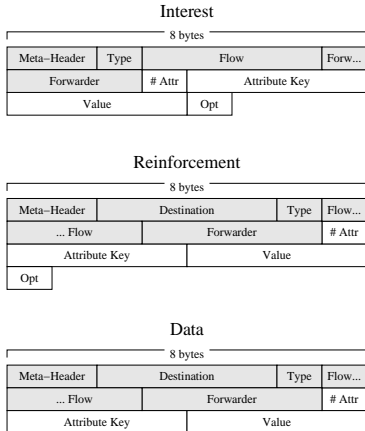 Interest
8 bytes
Meta−Header Type Flow Forw...
Forwarder # Attr Attribute Key
Value Opt
Reinforcement
8 bytes
Meta−Header Destination Type Flow...
... Flow Forwarder # Attr
Attribute Key Value
Opt
Data
8 bytes
Meta−Header Destination Type Flow...
... Flow Forwarder # Attr
Attribute Key Value